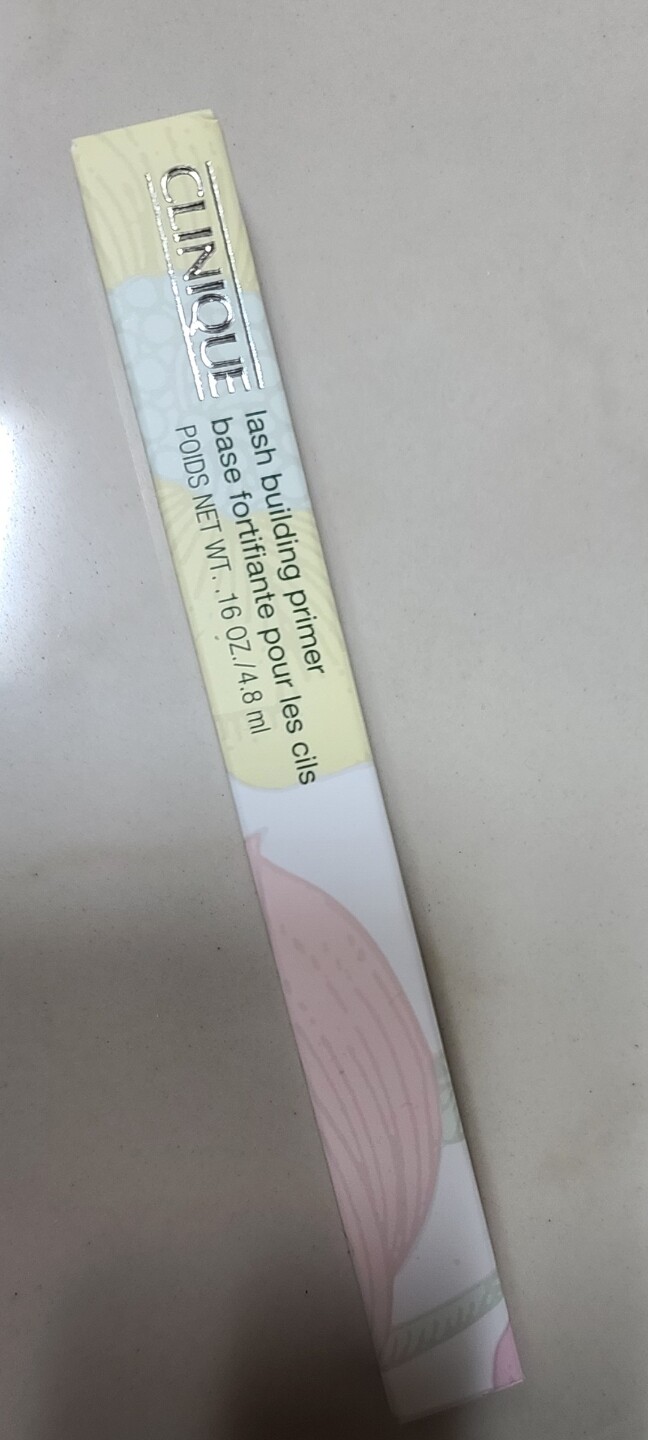 CLINIQUE
lash building primer
base fortifiante pour les cils
POIDS NET WT. .16 OZ./4.8 ml